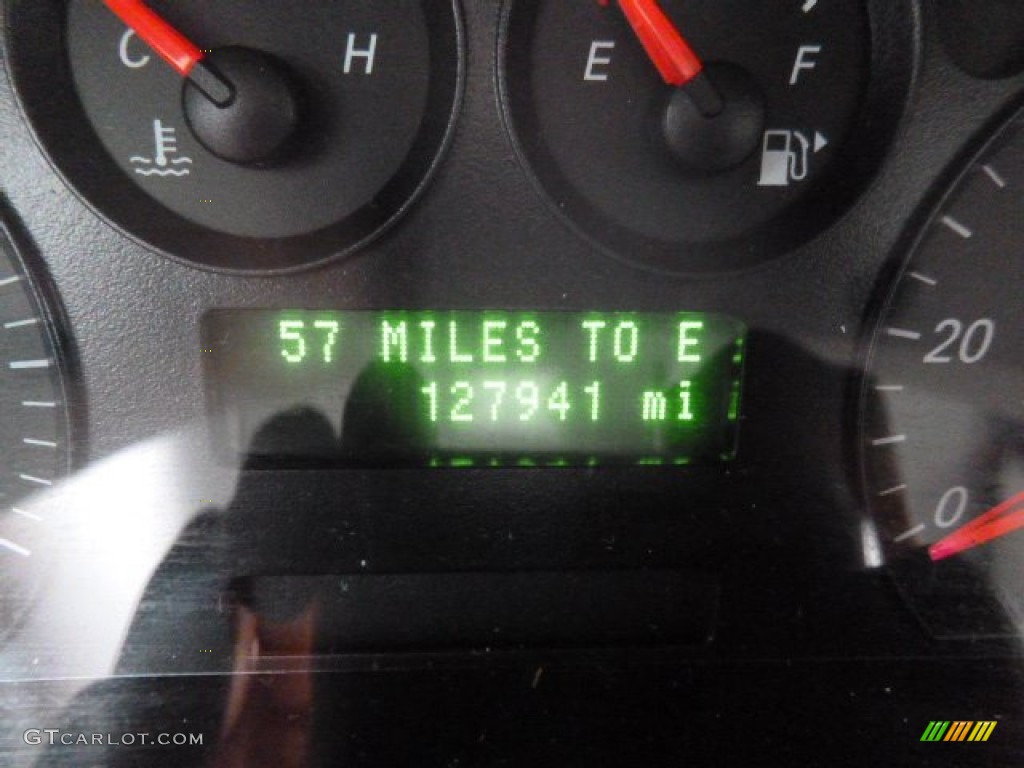 C H E F
57 MILES TO E
127941 mi
20
0
GTCARLOT.COM